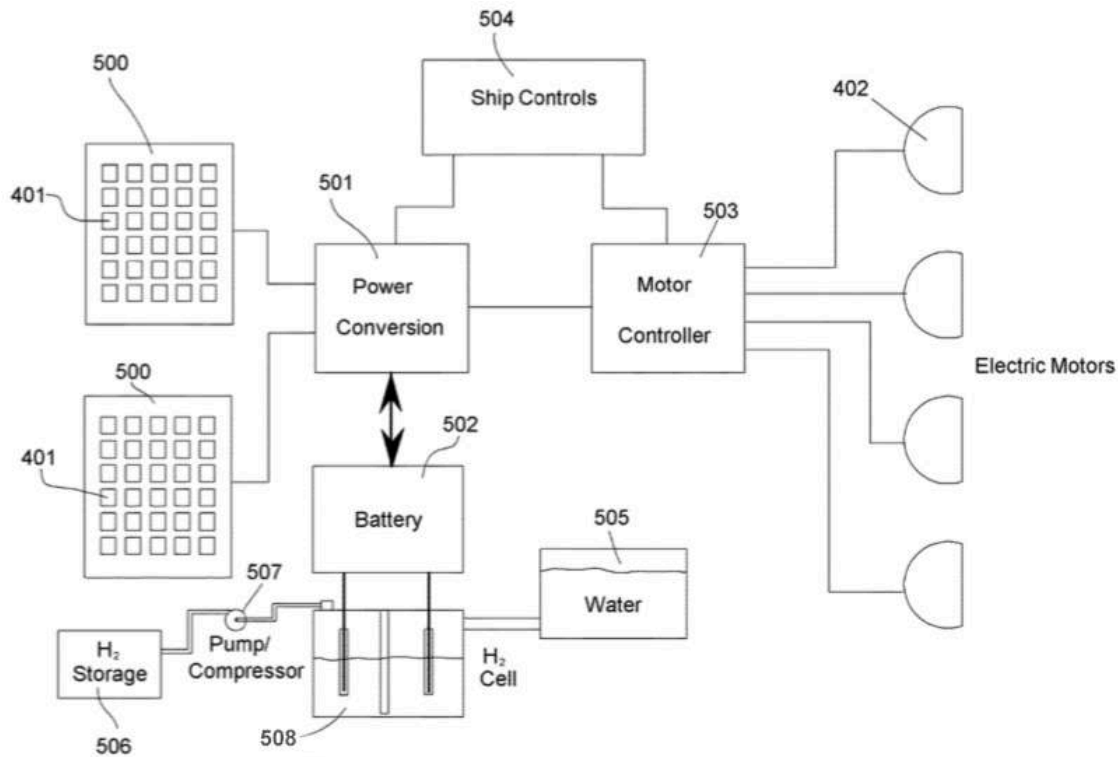 504
500
Ship Controls
402
401
501
503
Power
Conversion
Motor
Controller
500
Electric Motors
401
502
Battery
505
Water
507
H₂
Storage
Pump/
Compressor
H₂
Cell
506
508